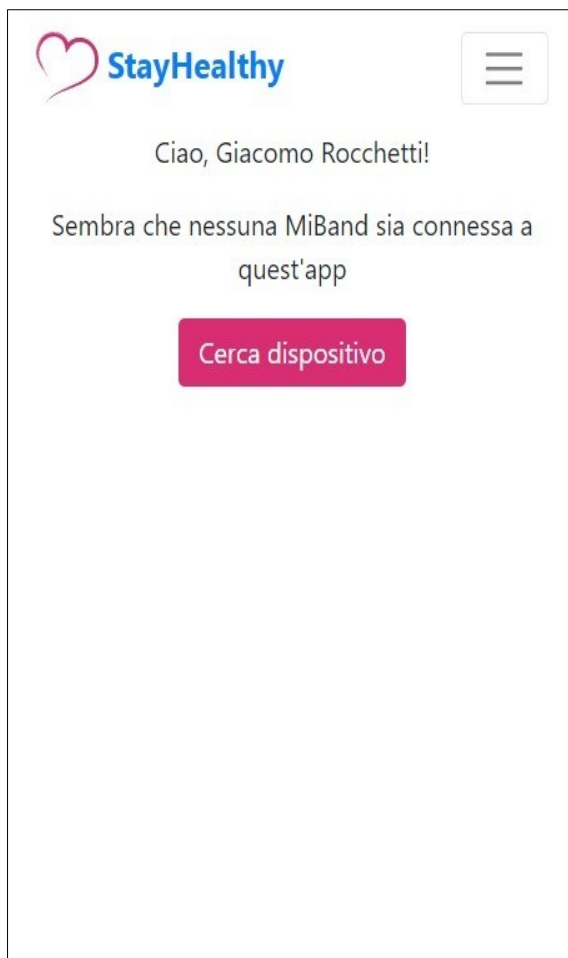 StayHealthy
Ciao, Giacomo Rocchetti!
Sembra che nessuna MiBand sia connessa a
quest'app
Cerca dispositivo